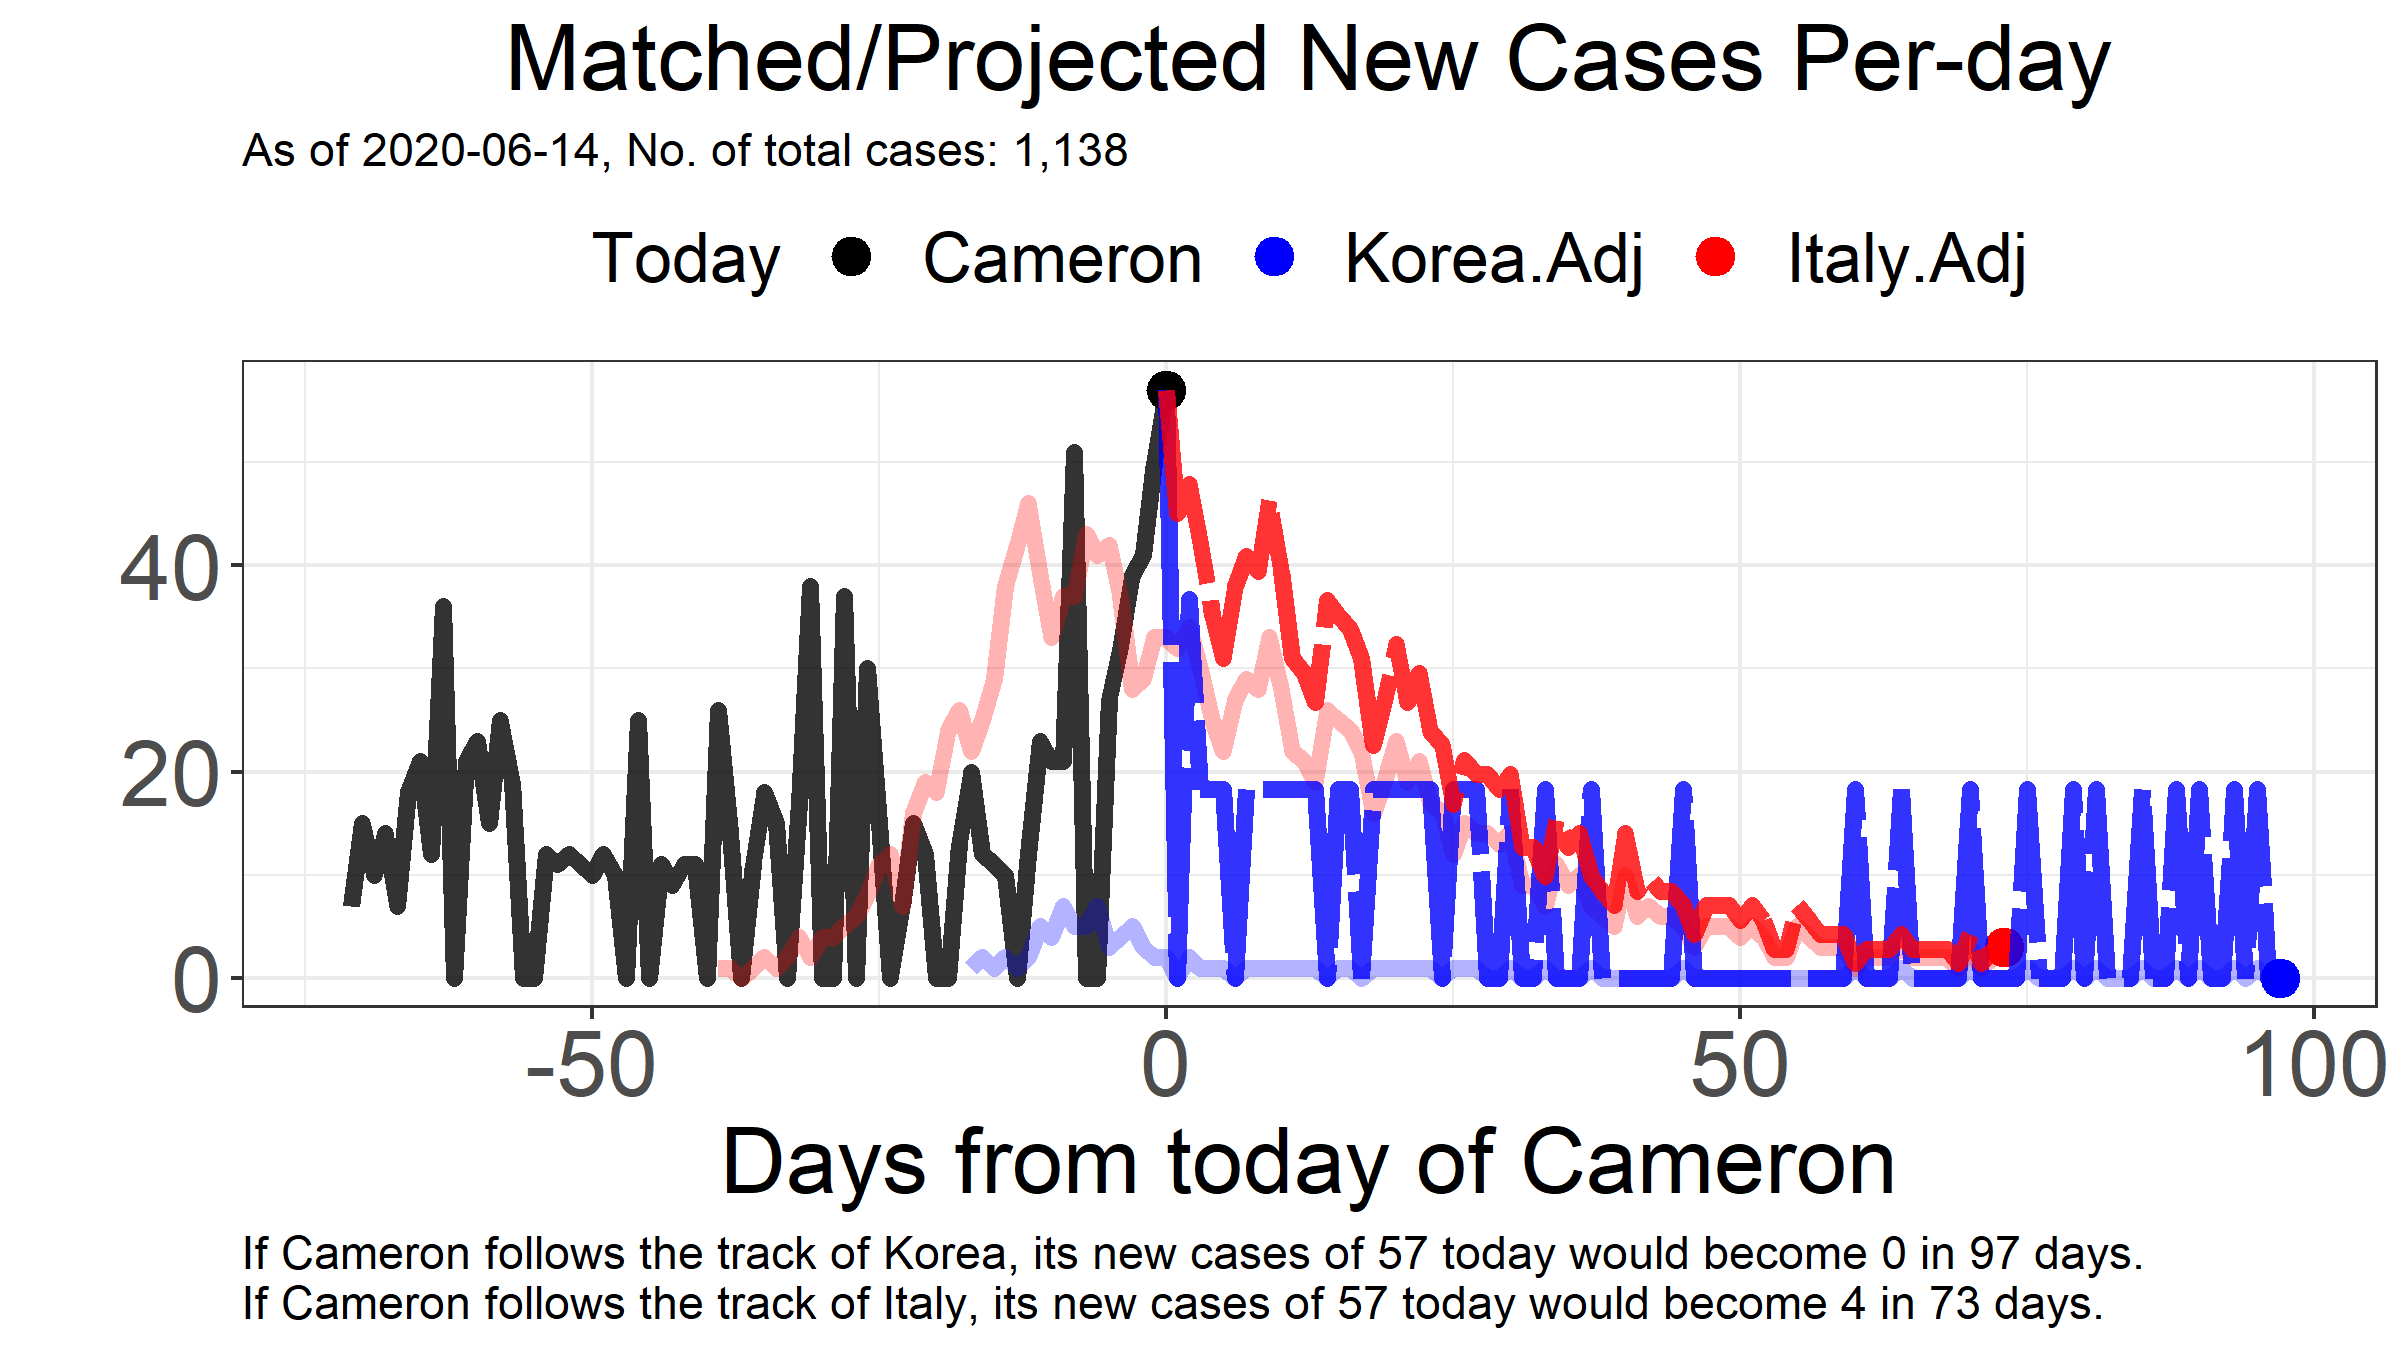 Matched/Projected New Cases Per-day
As of 2020-06-14, No. of total cases: 1,138
Today Cameron Korea.Adj Italy.Adj
40
20
0
-50 0 50 100
Days from today of Cameron
If Cameron follows the track of Korea, its new cases of 57 today would become 0 in 97 days.
If Cameron follows the track of Italy, its new cases of 57 today would become 4 in 73 days.